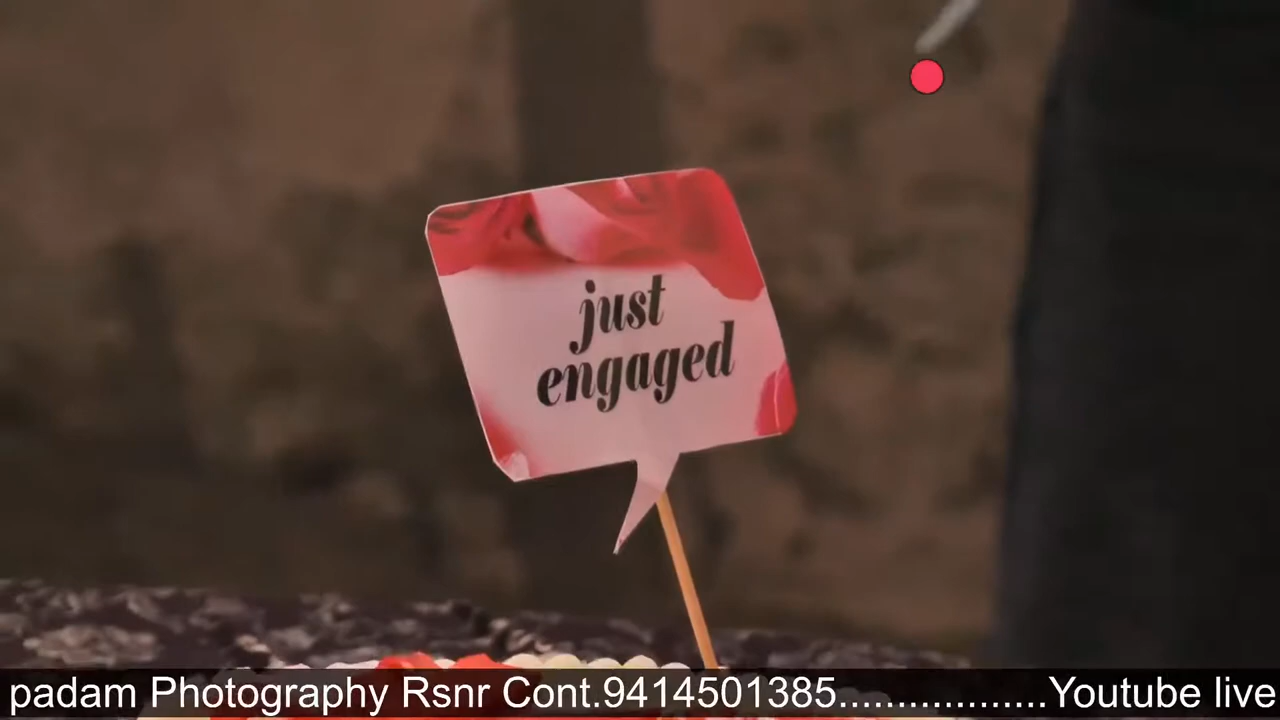 just
engaged
padam Photography Rsnr Cont.9414501385..................Youtube live